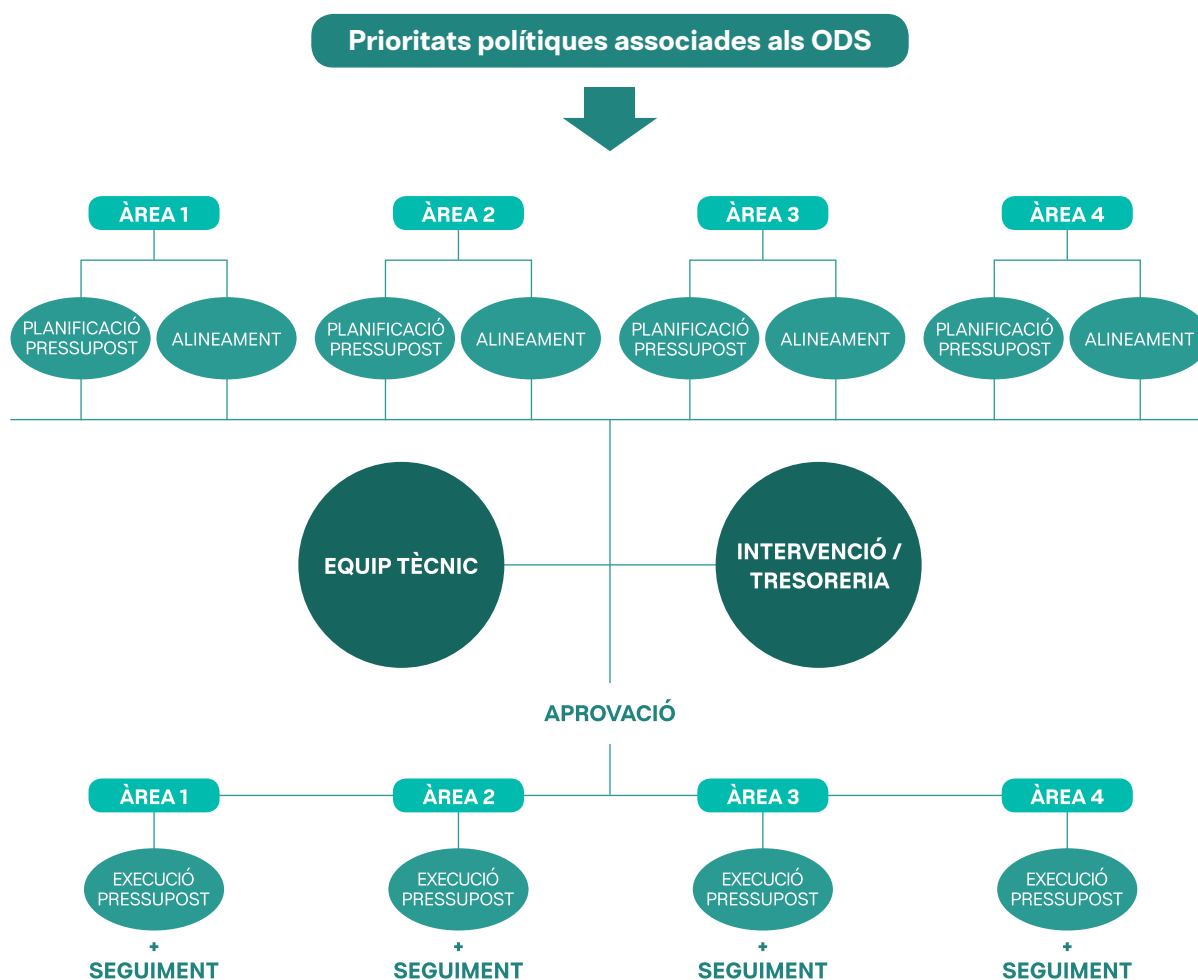 Prioritats polítiques associades als ODS
ÀREA 1
ÀREA 2
ÀREA 3
ÀREA 4
PLANIFICACIÓ
PRESSUPOST
ALINEAMENT
PLANIFICACIÓ
PRESSUPOST
ALINEAMENT
PLANIFICACIÓ
PRESSUPOST
ALINEAMENT
PLANIFICACIÓ
PRESSUPOST
ALINEAMENT
EQUIP TÈCNIC
INTERVENCIÓ /
TRESORERIA
APROVACIÓ
ÀREA 1
ÀREA 2
ÀREA 3
ÀREA 4
EXECUCIÓ
PRESSUPOST
+
SEGUIMENT
EXECUCIÓ
PRESSUPOST
+
SEGUIMENT
EXECUCIÓ
PRESSUPOST
+
SEGUIMENT
EXECUCIÓ
PRESSUPOST
+
SEGUIMENT